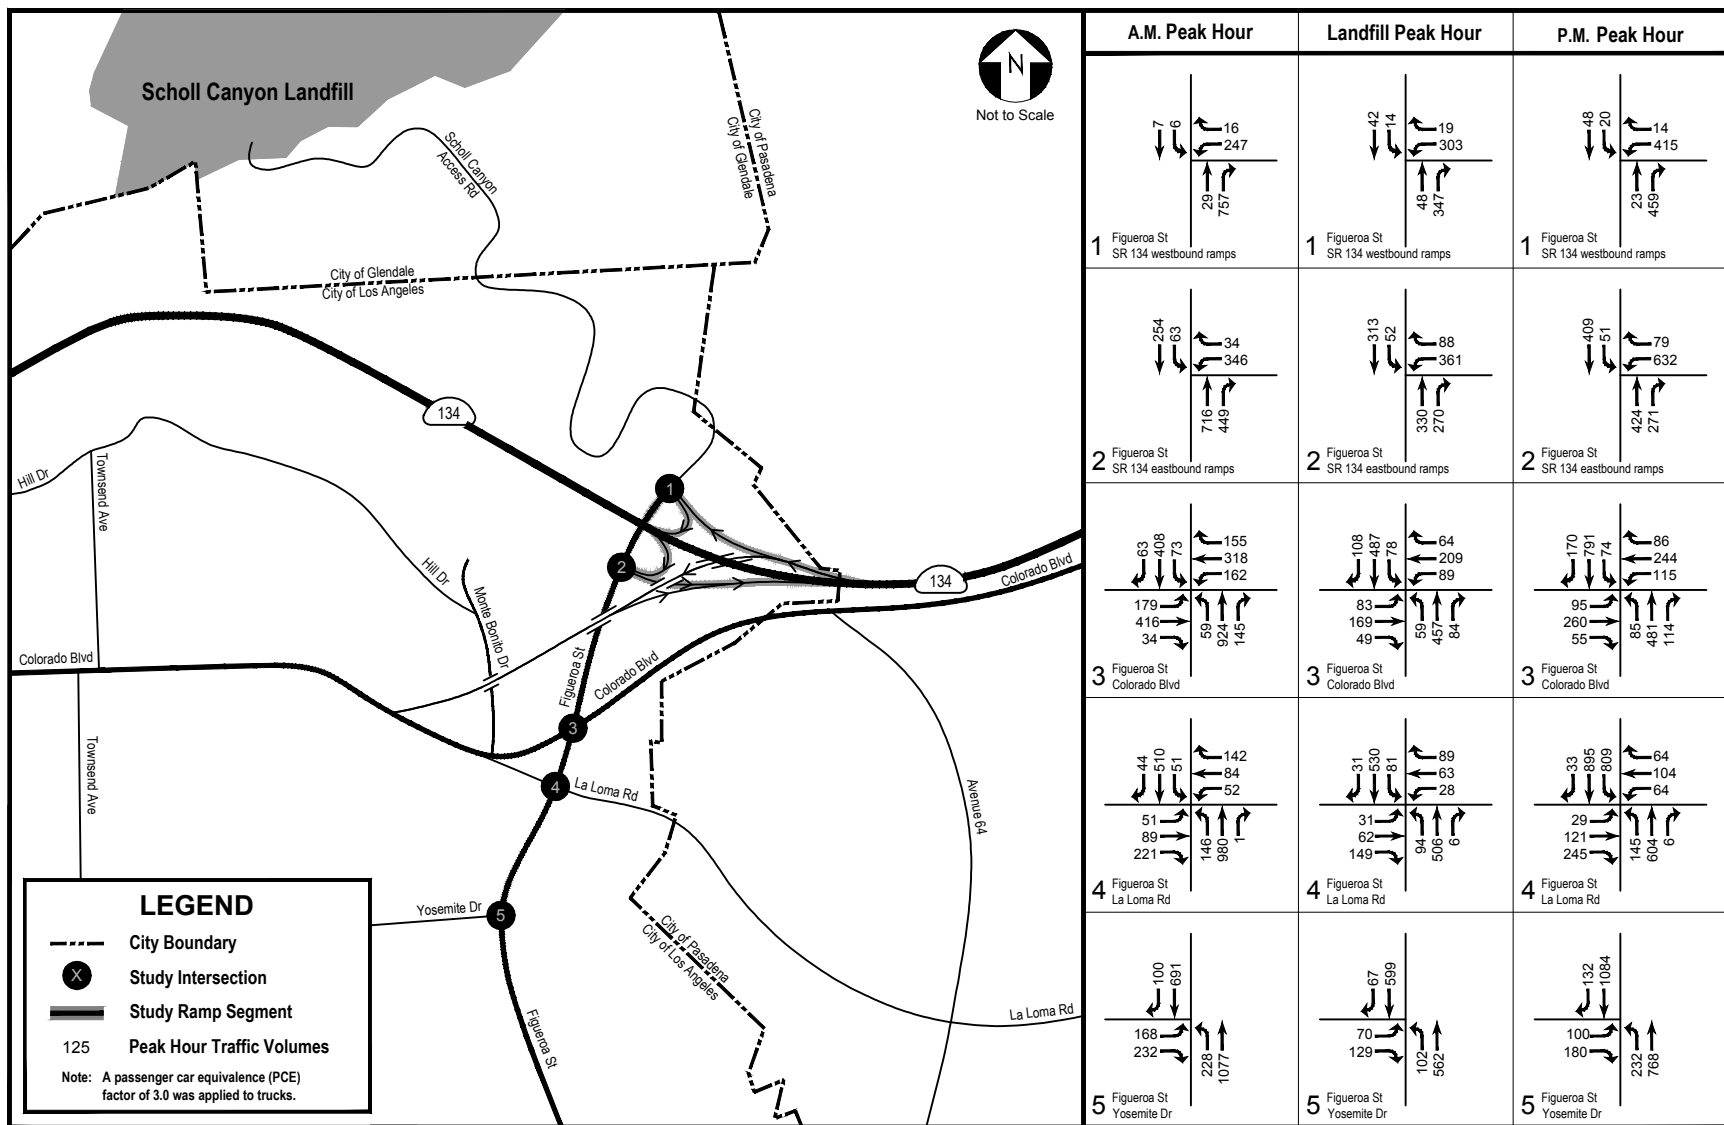 Scholl Canyon Landfill
N
Not to Scale
City of Pasadena
City of Glendale
Scholl Canyon
Access Rd
City of Glendale
City of Los Angeles
134
Hill Dr
Townsend Ave
1
2
Hill Dr
Monte Bonito Dr
134
Colorado Blvd
Colorado Blvd
Figueroa St
Colorado Blvd
3
Townsend Ave
4
La Loma Rd
Avenue 64
Yosemite Dr
5
City of Pasadena
City of Los Angeles
Figueroa St
La Loma Rd
LEGEND
City Boundary
X
Study Intersection
Study Ramp Segment
125
Peak Hour Traffic Volumes
Note: A passenger car equivalence (PCE)
factor of 3.0 was applied to trucks.
A.M. Peak Hour
Landfill Peak Hour
P.M. Peak Hour
7
6
16
247
29
757
1 Figueroa St
SR 134 westbound ramps
42
14
19
303
48
347
1 Figueroa St
SR 134 westbound ramps
48
20
14
415
23
459
1 Figueroa St
SR 134 westbound ramps
254
63
34
346
716
449
2 Figueroa St
SR 134 eastbound ramps
313
52
88
361
330
270
2 Figueroa St
SR 134 eastbound ramps
409
51
79
632
424
271
2 Figueroa St
SR 134 eastbound ramps
63
408
73
155
318
162
179
416
34
59
924
145
3 Figueroa St
Colorado Blvd
108
487
78
64
209
89
83
169
49
59
457
84
3 Figueroa St
Colorado Blvd
170
791
74
86
244
115
95
260
55
85
481
114
3 Figueroa St
Colorado Blvd
44
510
51
142
84
52
51
89
221
146
980
1
4 Figueroa St
La Loma Rd
31
530
81
89
63
28
31
62
149
94
506
6
4 Figueroa St
La Loma Rd
33
895
809
64
104
64
29
121
245
145
604
6
4 Figueroa St
La Loma Rd
100
691
168
232
228
1077
5 Figueroa St
Yosemite Dr
67
599
70
129
102
562
5 Figueroa St
Yosemite Dr
132
1084
100
180
232
768
5 Figueroa St
Yosemite Dr